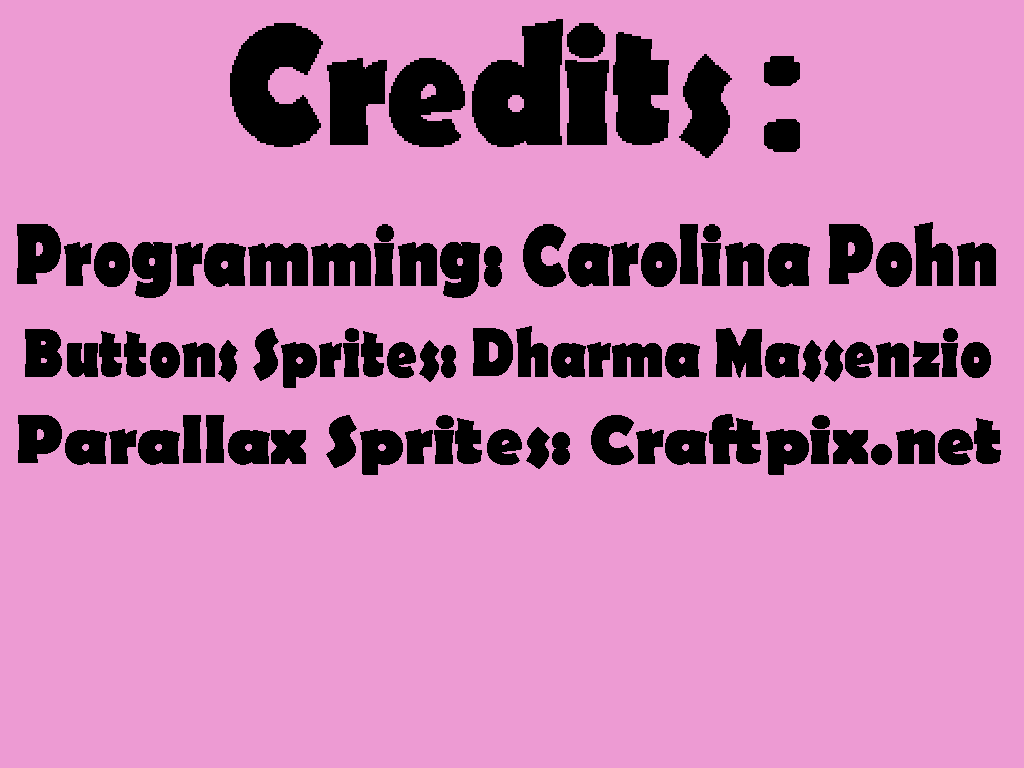 Credits :
Programming: Carolina Pohn
Buttons Sprites: Dharma Massenzio
Parallax Sprites: Craftpix.net